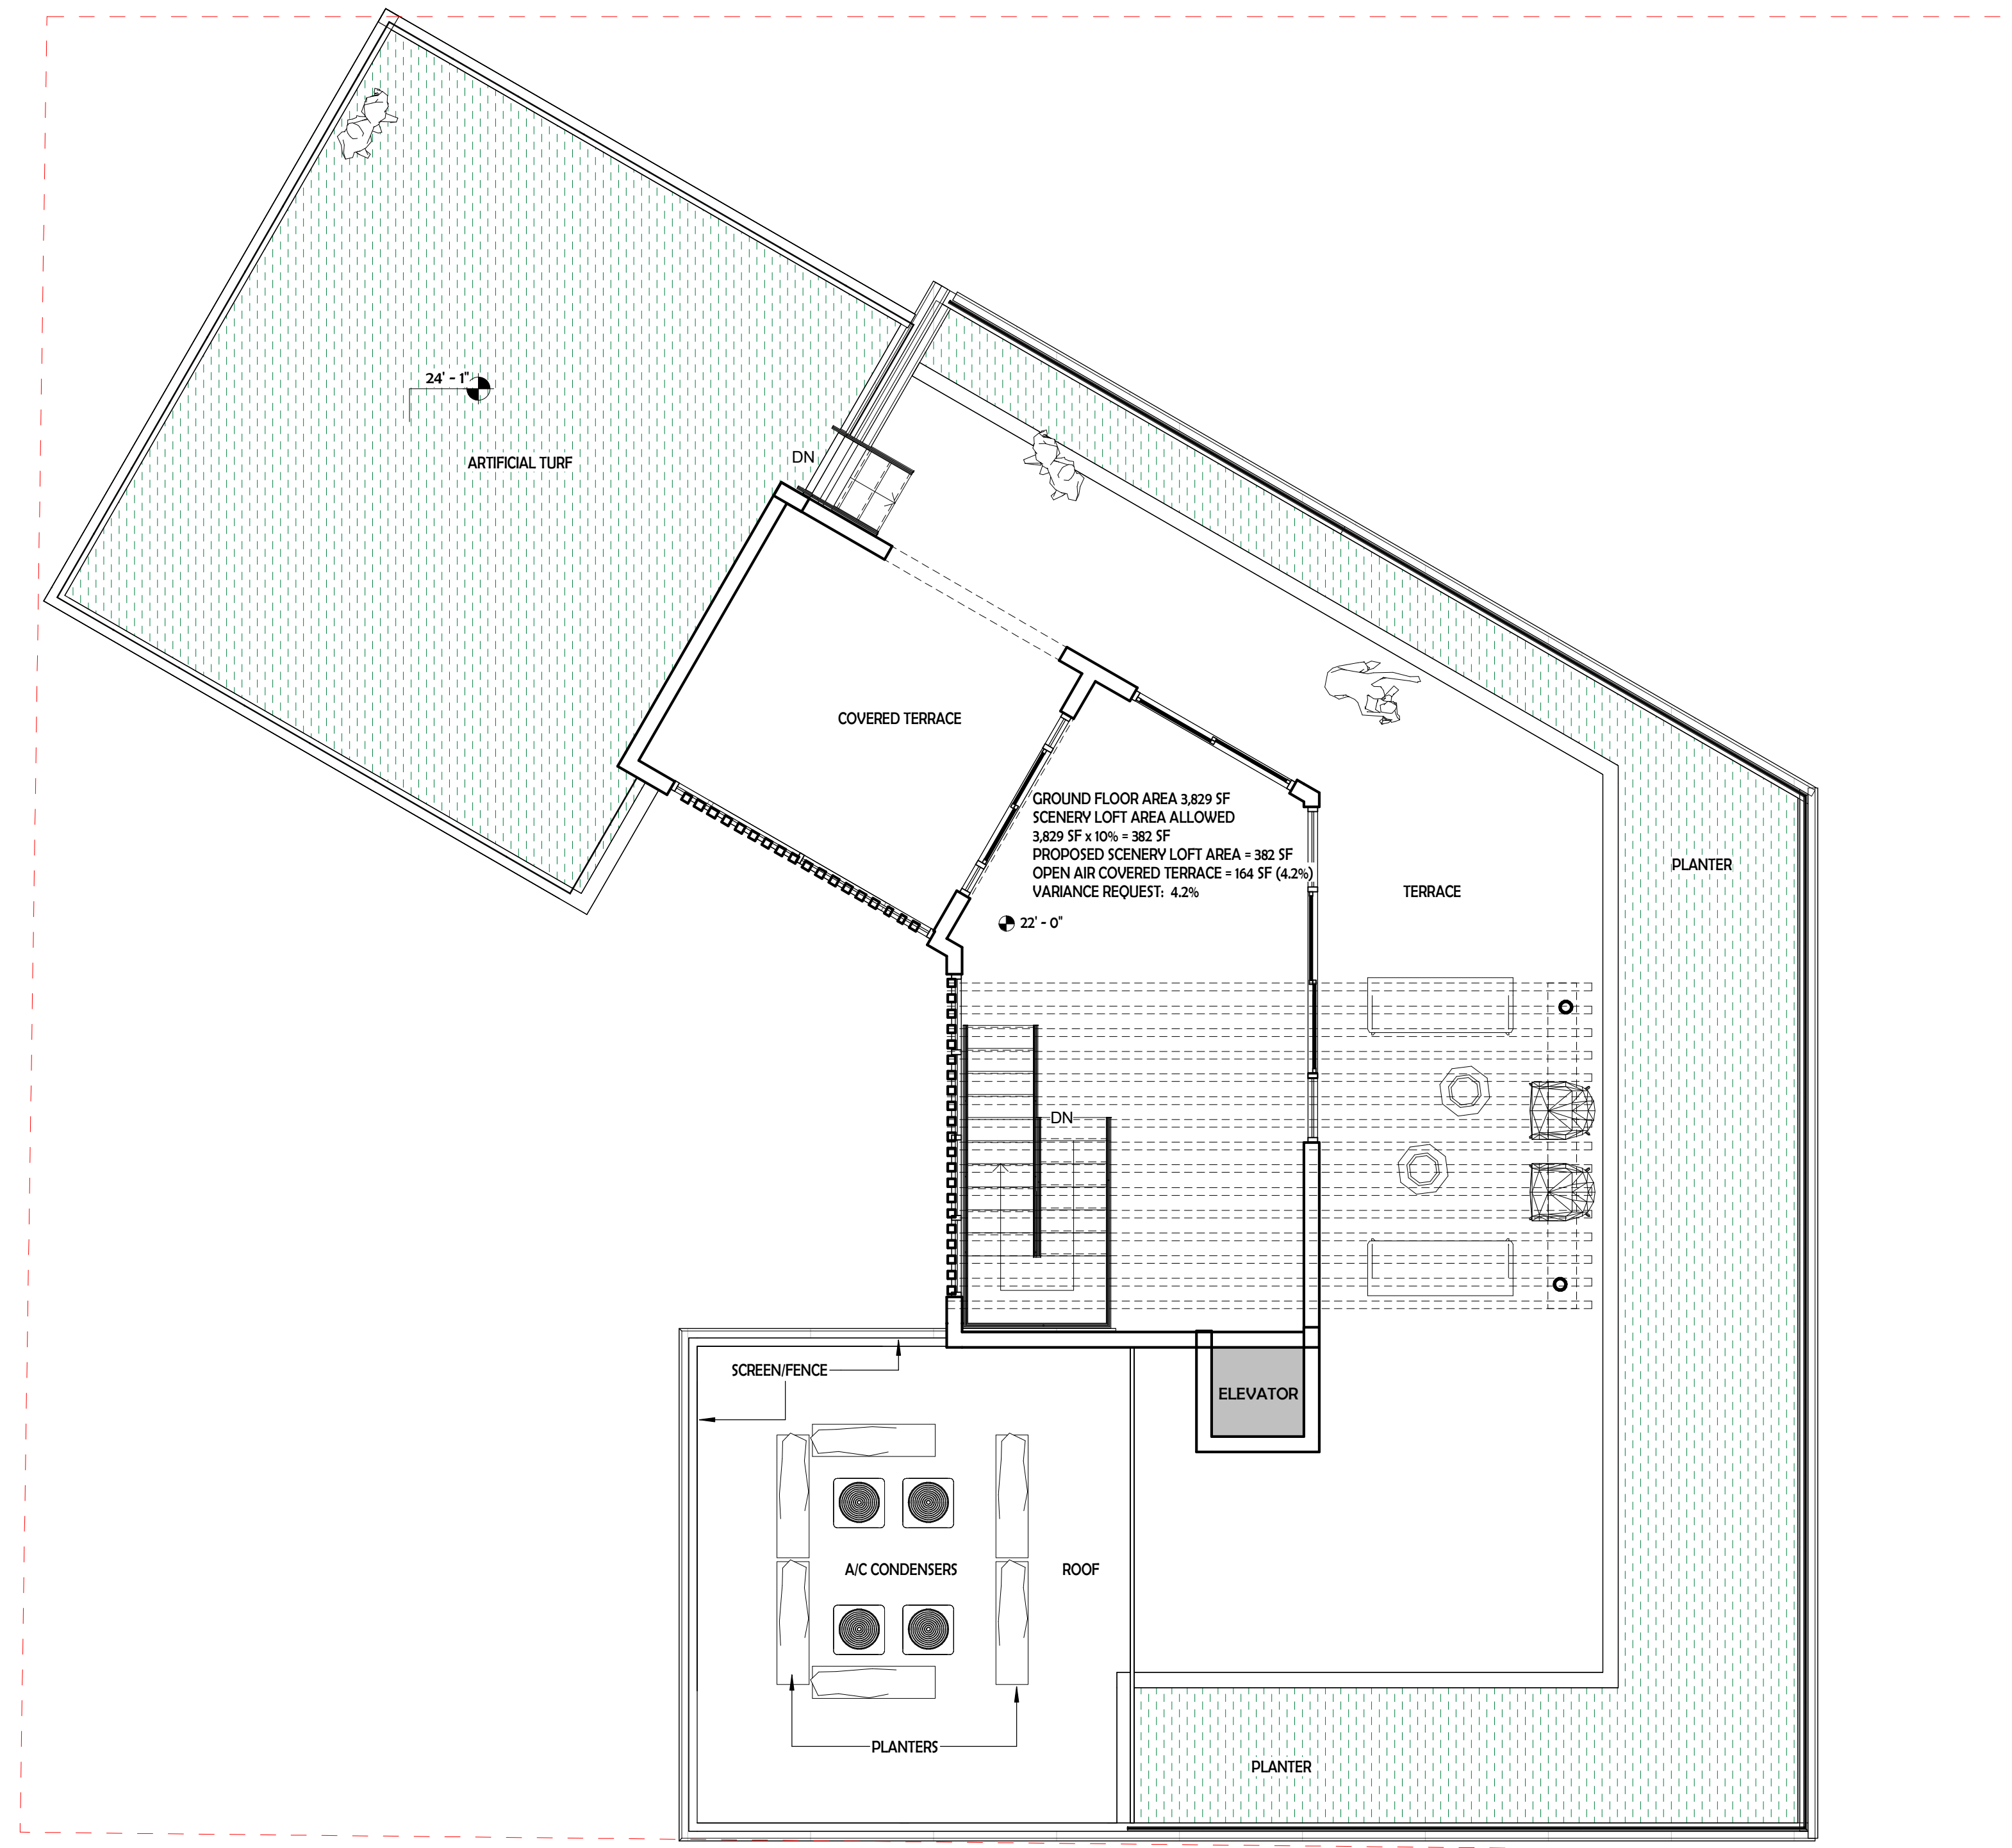 24' - 1"
DN
ARTIFICIAL TURF
COVERED TERRACE
GROUND FLOOR AREA 3,829 SF
SCENERY LOFT AREA ALLOWED
3,829 SF x 10% = 382 SF
PROPOSED SCENERY LOFT AREA = 382 SF
OPEN AIR COVERED TERRACE = 164 SF (4.2%)
VARIANCE REQUEST: 4.2%
PLANTER
TERRACE
22' - 0"
DN
SCREEN/FENCE
ELEVATOR
A/C CONDENSERS
ROOF
PLANTERS
PLANTER